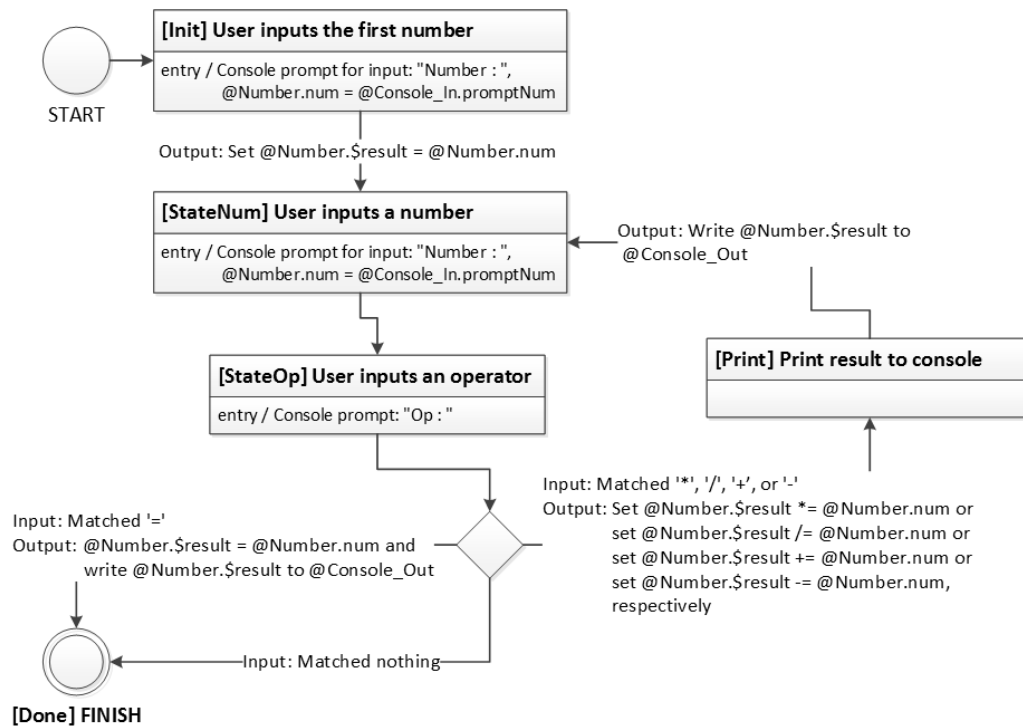 [Init] User inputs the first number
entry / Console prompt for input: "Number : ",
@Number.num = @Console_In.promptNum
START
Output: Set @Number.$result = @Number.num
[StateNum] User inputs a number
entry / Console prompt for input: "Number : ",
@Number.num = @Console_In.promptNum
Output: Write @Number.$result to
@Console_Out
[StateOp] User inputs an operator
entry / Console prompt: "Op : "
[Print] Print result to console
Input: Matched '*', '/', '+’, or '-'
Output: Set @Number.$result *= @Number.num or
set @Number.$result /= @Number.num or
set @Number.$result += @Number.num or
set @Number.$result -= @Number.num,
respectively
Input: Matched '='
Output: @Number.$result = @Number.num and
write @Number.$result to @Console_Out
Input: Matched nothing
[Done] FINISH